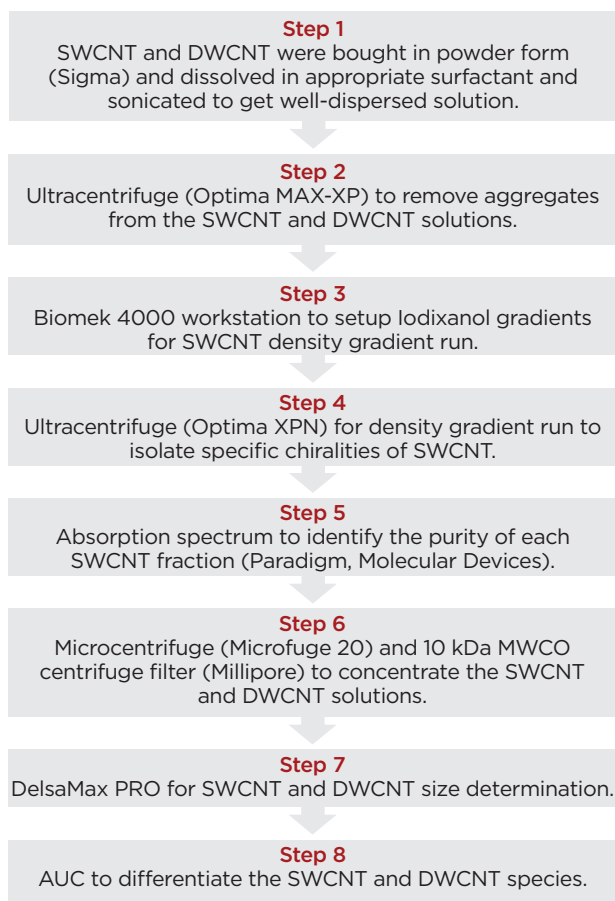 Step 1
SWCNT and DWCNT were bought in powder form
(Sigma) and dissolved in appropriate surfactant and
sonicated to get well-dispersed solution.
Step 2
Ultracentrifuge (Optima MAX-XP) to remove aggregates
from the SWCNT and DWCNT solutions.
Step 3
Biomek 4000 workstation to setup Iodixanol gradients
for SWCNT density gradient run.
Step 4
Ultracentrifuge (Optima XPN) for density gradient run to
isolate specific chiralities of SWCNT.
Step 5
Absorption spectrum to identify the purity of each
SWCNT fraction (Paradigm, Molecular Devices).
Step 6
Microcentrifuge (Microfuge 20) and 10 kDa MWCO
centrifuge filter (Millipore) to concentrate the SWCNT
and DWCNT solutions.
Step 7
DelsaMax PRO for SWCNT and DWCNT size determination.
Step 8
AUC to differentiate the SWCNT and DWCNT species.